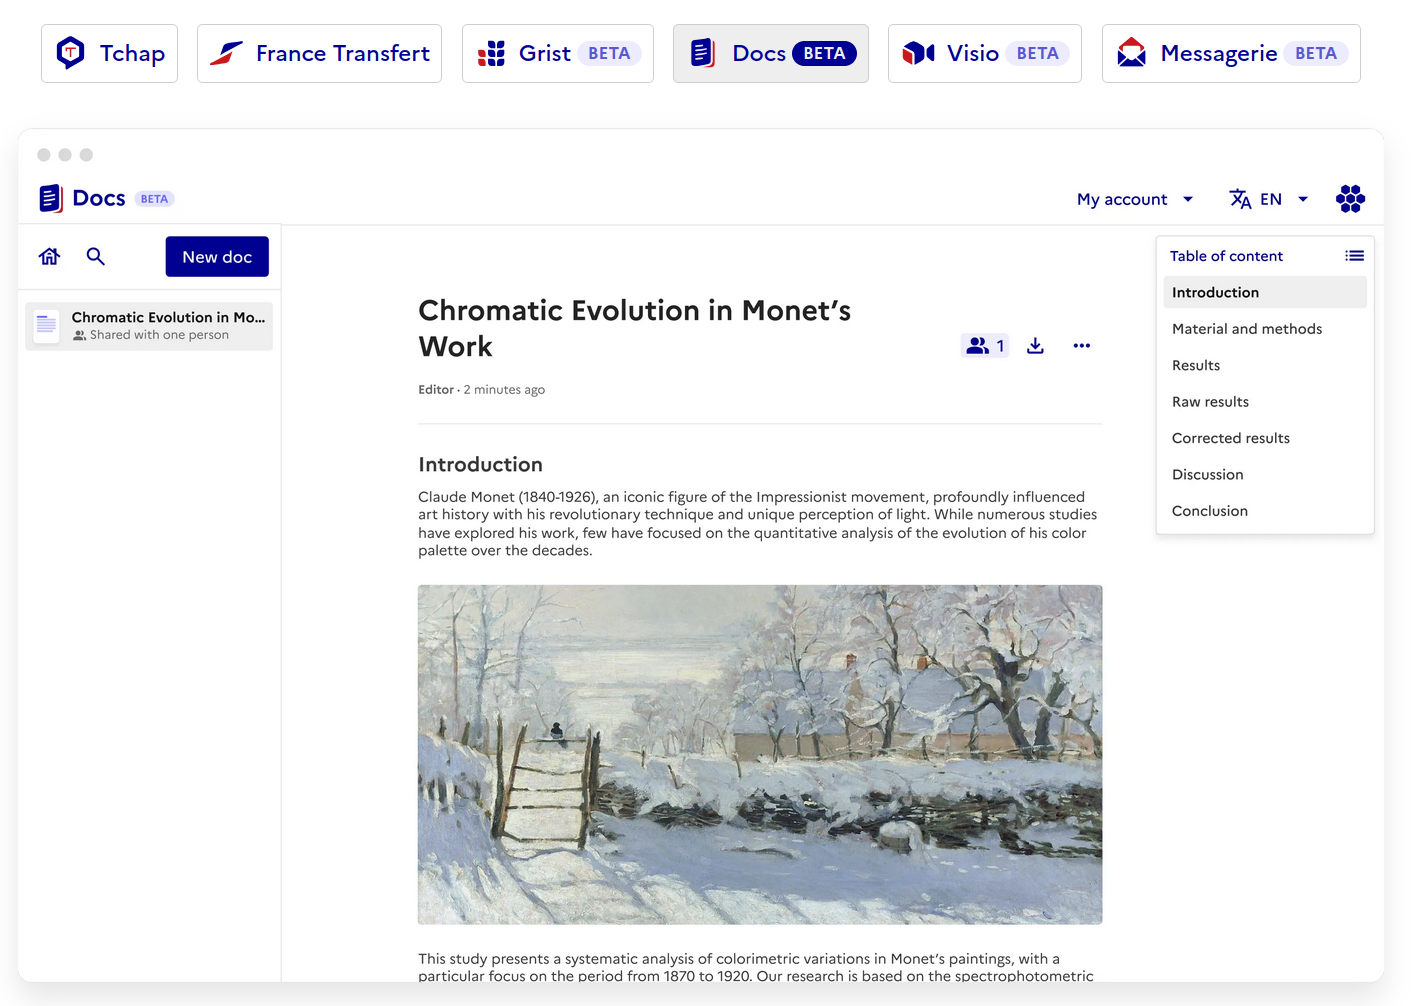 Tchap
France Transfert
Grist BETA
Docs BETA
Visio BETA
Messagerie BETA
Docs BETA
My account
EN
New doc
Chromatic Evolution in Mo...
Shared with one person
Chromatic Evolution in Monet’s
Work
1
Editor · 2 minutes ago
Introduction
Claude Monet (1840-1926), an iconic figure of the Impressionist movement, profoundly influenced
art history with his revolutionary technique and unique perception of light. While numerous studies
have explored his work, few have focused on the quantitative analysis of the evolution of his color
palette over the decades.
This study presents a systematic analysis of colorimetric variations in Monet’s paintings, with a
particular focus on the period from 1870 to 1920. Our research is based on the spectrophotometric
Table of content
Introduction
Material and methods
Results
Raw results
Corrected results
Discussion
Conclusion